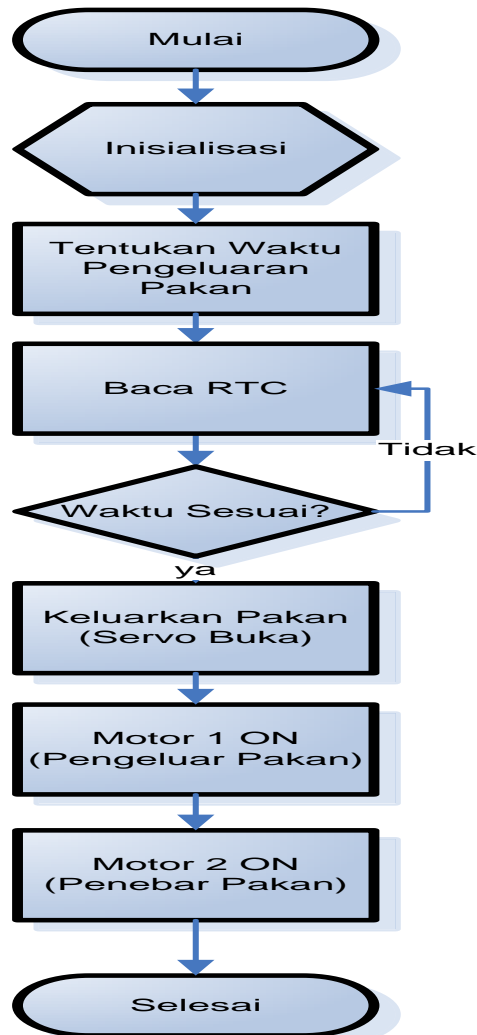 Mulai
Inisialisasi
Tentukan Waktu
Pengeluaran
Pakan
Baca RTC
Tidak
Waktu Sesuai?
ya
Keluarkan Pakan
(Servo Buka)
Motor 1 ON
(Pengeluar Pakan)
Motor 2 ON
(Penebar Pakan)
Selesai